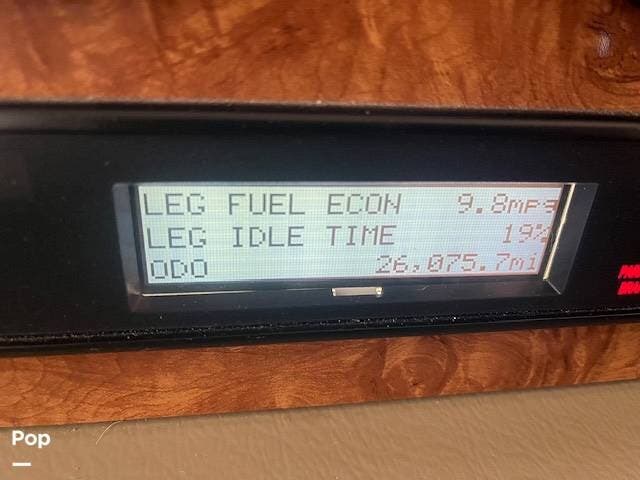 LEG FUEL ECON 9.8mpg
LEG IDLE TIME 19%
ODO 26,075.7mi
Pop